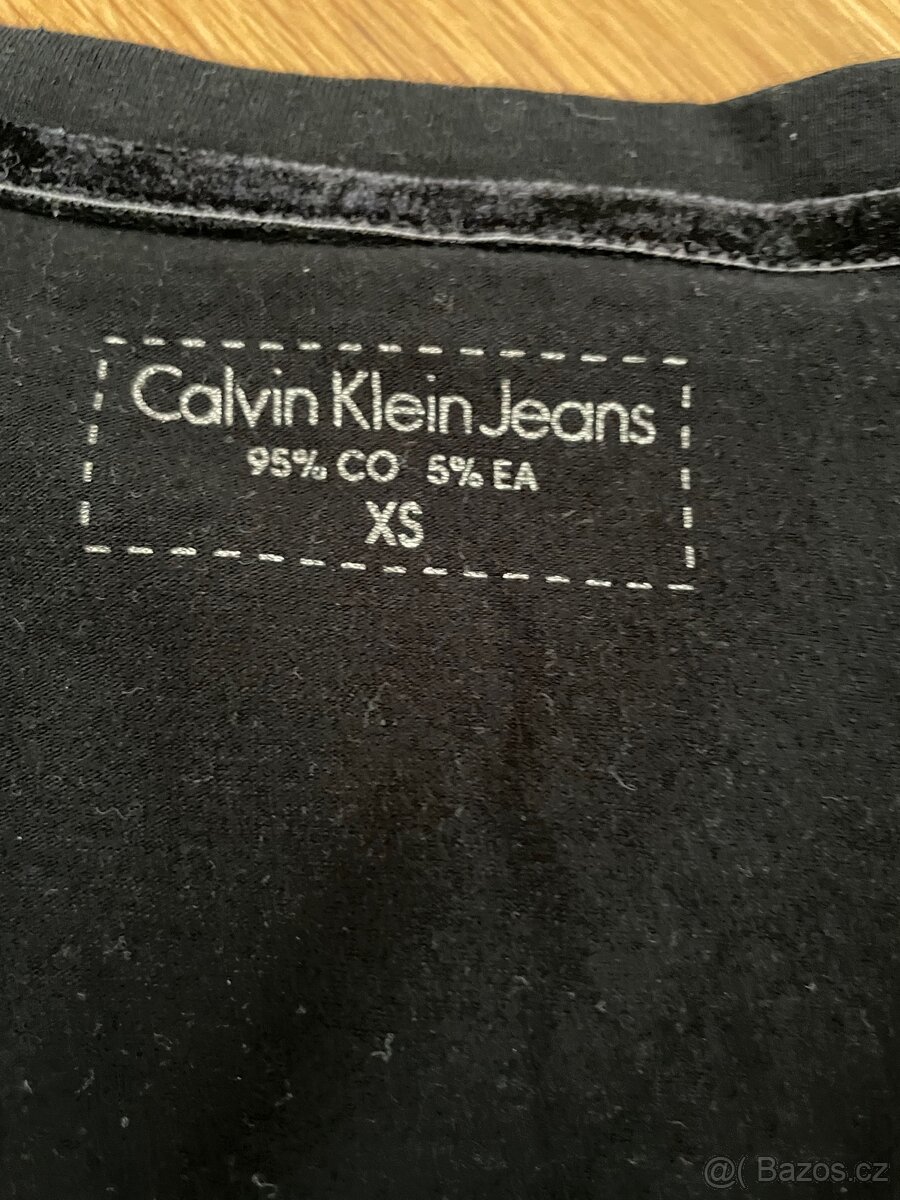 Calvin Klein Jeans
95% CO 5% EA
XS
@( Bazos.cz